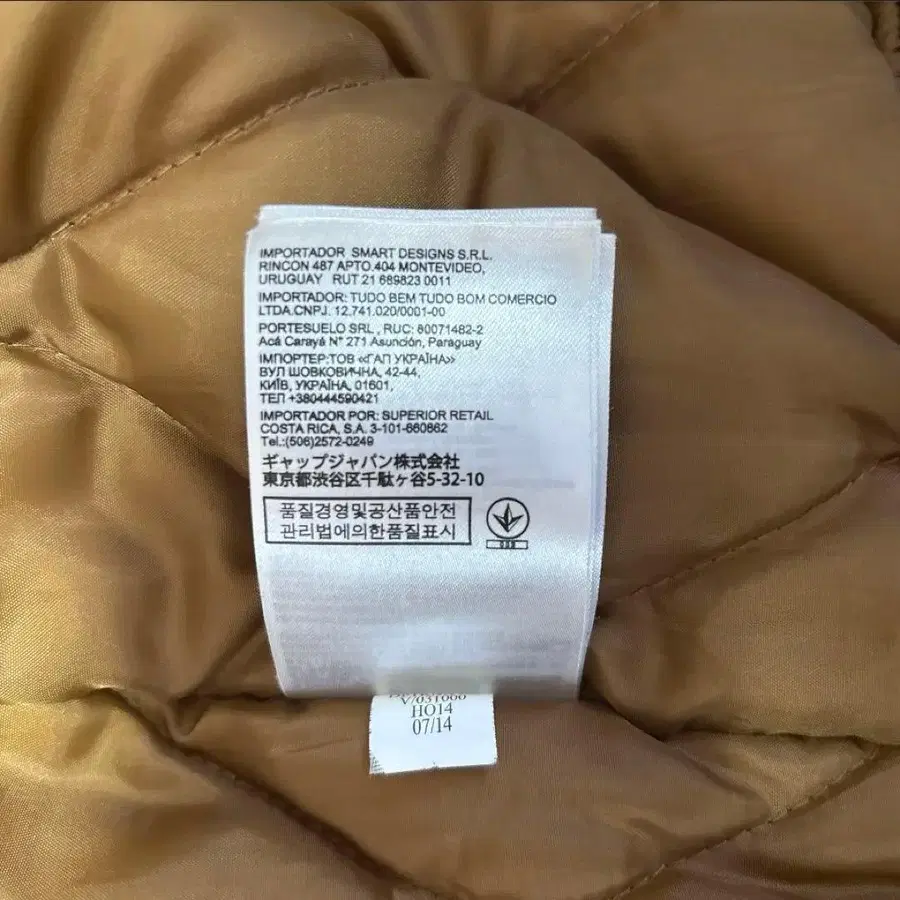 IMPORTADOR SMART DESIGNS S.R.L.
RINCON 487 APTO.404 MONTEVIDEO,
URUGUAY RUT 21 689823 0011
IMPORTADOR: TUDO BEM TUDO BOM COMERCIO
LTDA.CNPJ. 12.741.020/0001-00
PORTESUELO SRL , RUC: 80071482-2
Acá Carayá N° 271 Asunción, Paraguay
ІМПОРТЕР:ТОВ «ГАП УКРАЇНА»
ВУЛ ШОВКОВИЧНА, 42-44,
КИЇВ, УКРАЇНА, 01601,
ТЕЛ +380444590421
IMPORTADOR POR: SUPERIOR RETAIL
COSTA RICA, S.A. 3-101-660862
Tel.:(506)2572-0249
ギャップジャパン株式会社
東京都渋谷区千駄ヶ谷5-32-10
품질경영및공산품안전
관리법에의한품질표시
V/031000
HO14
07/14